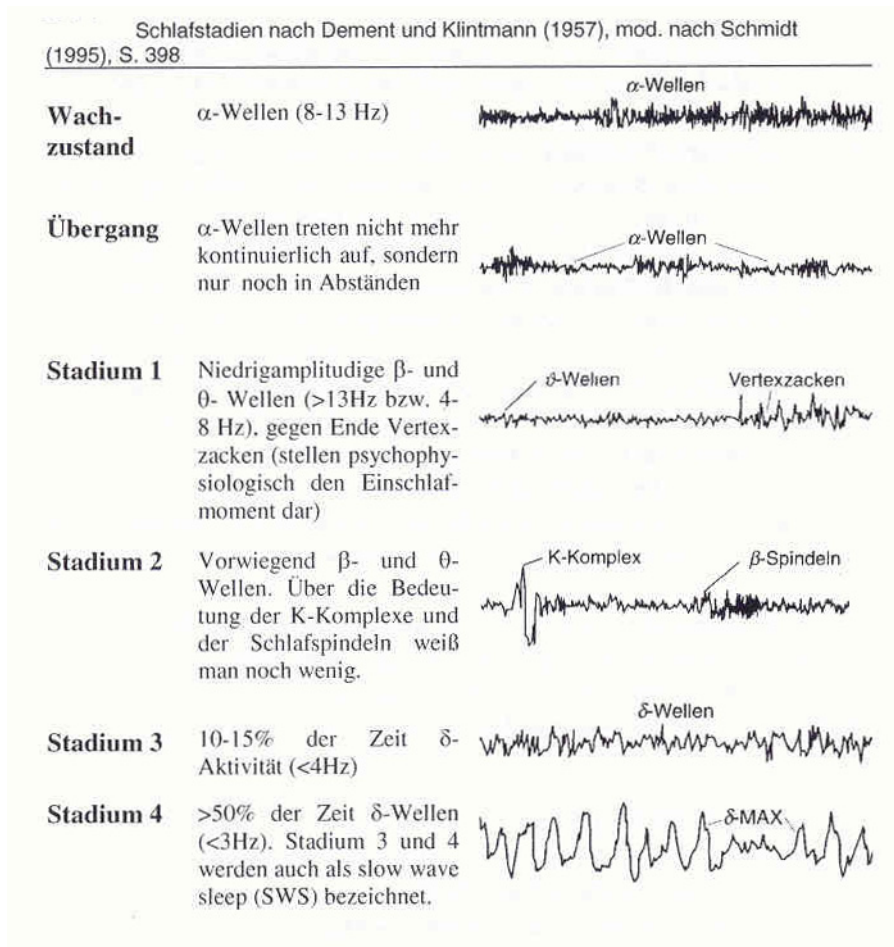 Schlafstadien nach Dement und Klintmann (1957), mod. nach Schmidt
(1995), S. 398
Wach-
zustand
α-Wellen (8-13 Hz)
α-Wellen
Übergang
α-Wellen treten nicht mehr
kontinuierlich auf, sondern
nur noch in Abständen
α-Wellen
Stadium 1
Niedrigamplitudige β- und
θ- Wellen (>13Hz bzw. 4-
8 Hz), gegen Ende Vertex-
zacken (stellen psychophy-
siologisch den Einschlaf-
moment dar)
ϑ-Wellen
Vertexzacken
Stadium 2
Vorwiegend β- und θ-
Wellen. Über die Bedeu-
tung der K-Komplexe und
der Schlafspindeln weiß
man noch wenig.
K-Komplex
β-Spindeln
Stadium 3
10-15% der Zeit δ-
Aktivität (<4Hz)
δ-Wellen
Stadium 4
>50% der Zeit δ-Wellen
(<3Hz). Stadium 3 und 4
werden auch als slow wave
sleep (SWS) bezeichnet.
δ-MAX